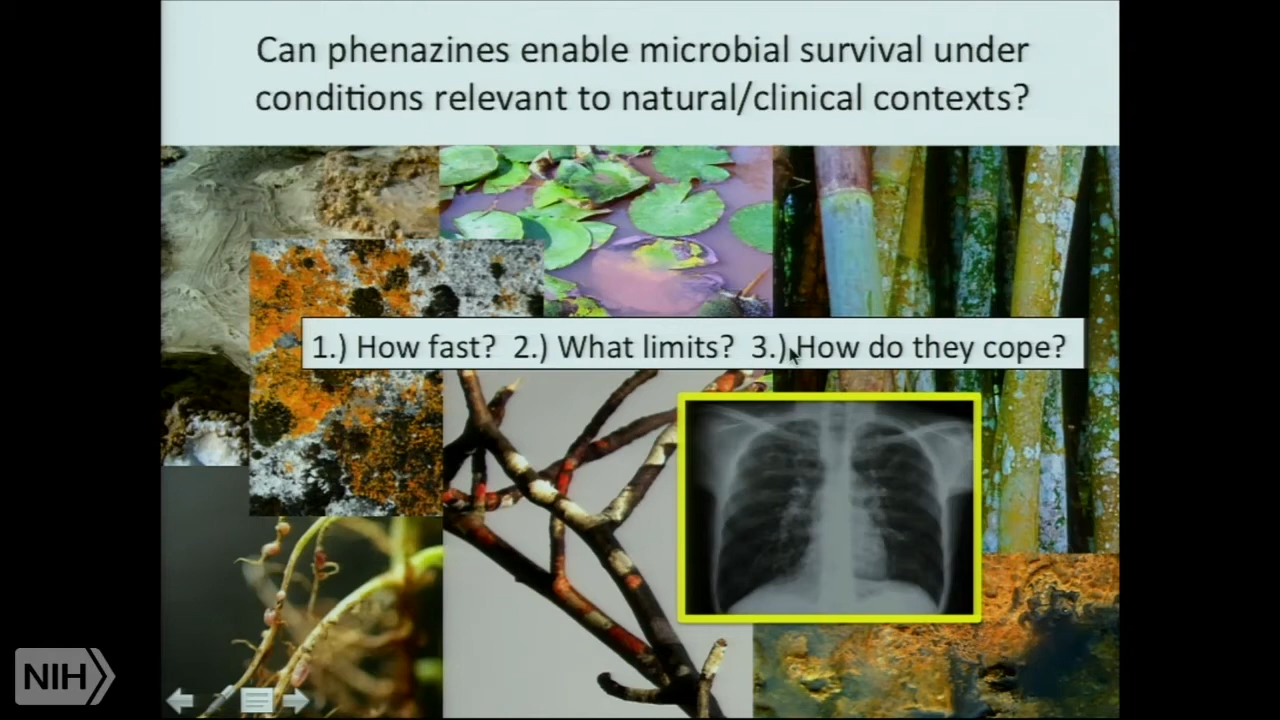 Can phenazines enable microbial survival under
conditions relevant to natural/clinical contexts?
1.) How fast? 2.) What limits? 3.) How do they cope?
NIH